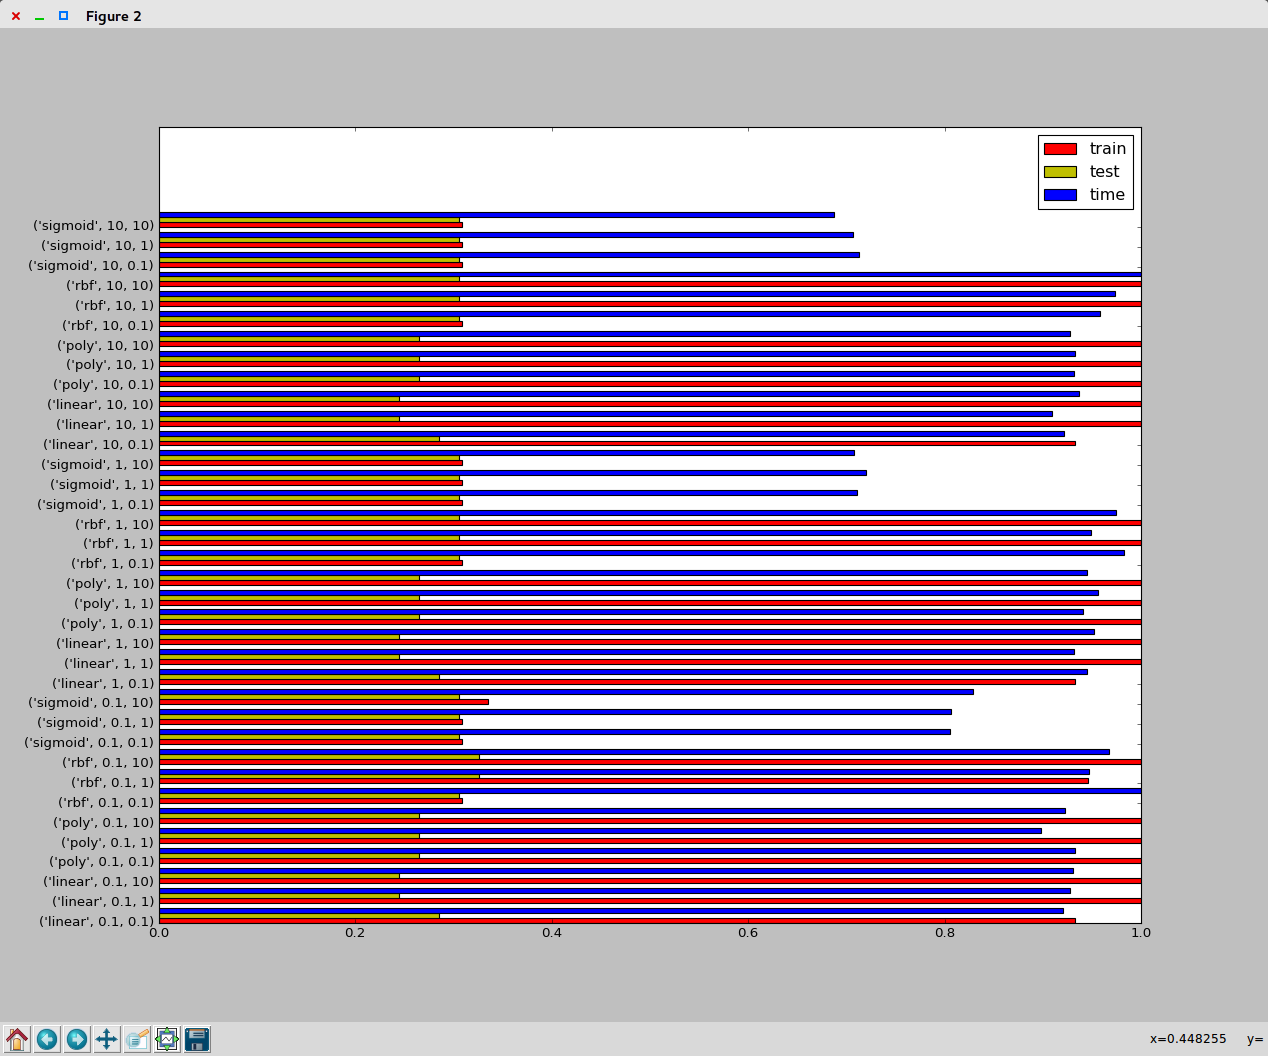 Figure 2
train
test
time
('sigmoid', 10, 10)
('sigmoid', 10, 1)
('sigmoid', 10, 0.1)
('rbf', 10, 10)
('rbf', 10, 1)
('rbf', 10, 0.1)
('poly', 10, 10)
('poly', 10, 1)
('poly', 10, 0.1)
('linear', 10, 10)
('linear', 10, 1)
('linear', 10, 0.1)
('sigmoid', 1, 10)
('sigmoid', 1, 1)
('sigmoid', 1, 0.1)
('rbf', 1, 10)
('rbf', 1, 1)
('rbf', 1, 0.1)
('poly', 1, 10)
('poly', 1, 1)
('poly', 1, 0.1)
('linear', 1, 10)
('linear', 1, 1)
('linear', 1, 0.1)
('sigmoid', 0.1, 10)
('sigmoid', 0.1, 1)
('sigmoid', 0.1, 0.1)
('rbf', 0.1, 10)
('rbf', 0.1, 1)
('rbf', 0.1, 0.1)
('poly', 0.1, 10)
('poly', 0.1, 1)
('poly', 0.1, 0.1)
('linear', 0.1, 10)
('linear', 0.1, 1)
('linear', 0.1, 0.1)
0.0 0.2 0.4 0.6 0.8 1.0
x=0.448255 y=